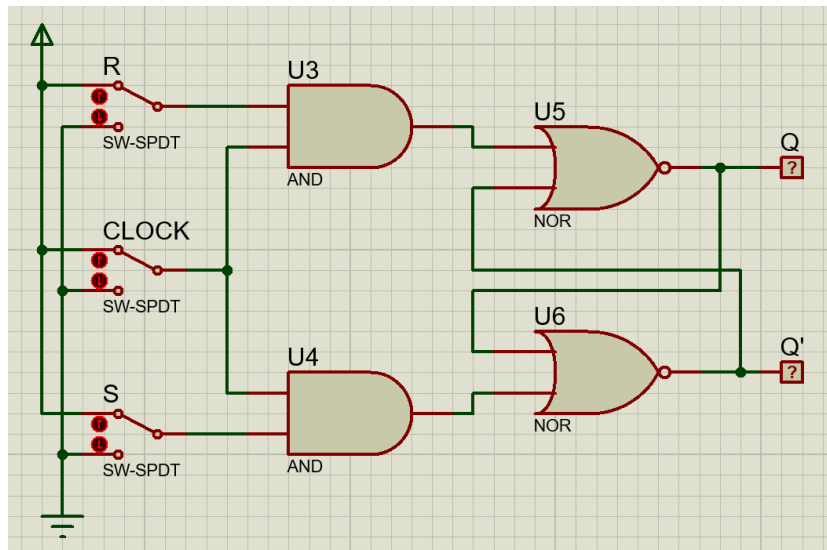 R
SW-SPDT
U3
AND
U5
NOR
Q
?
CLOCK
SW-SPDT
U4
AND
U6
NOR
Q'
?
S
SW-SPDT